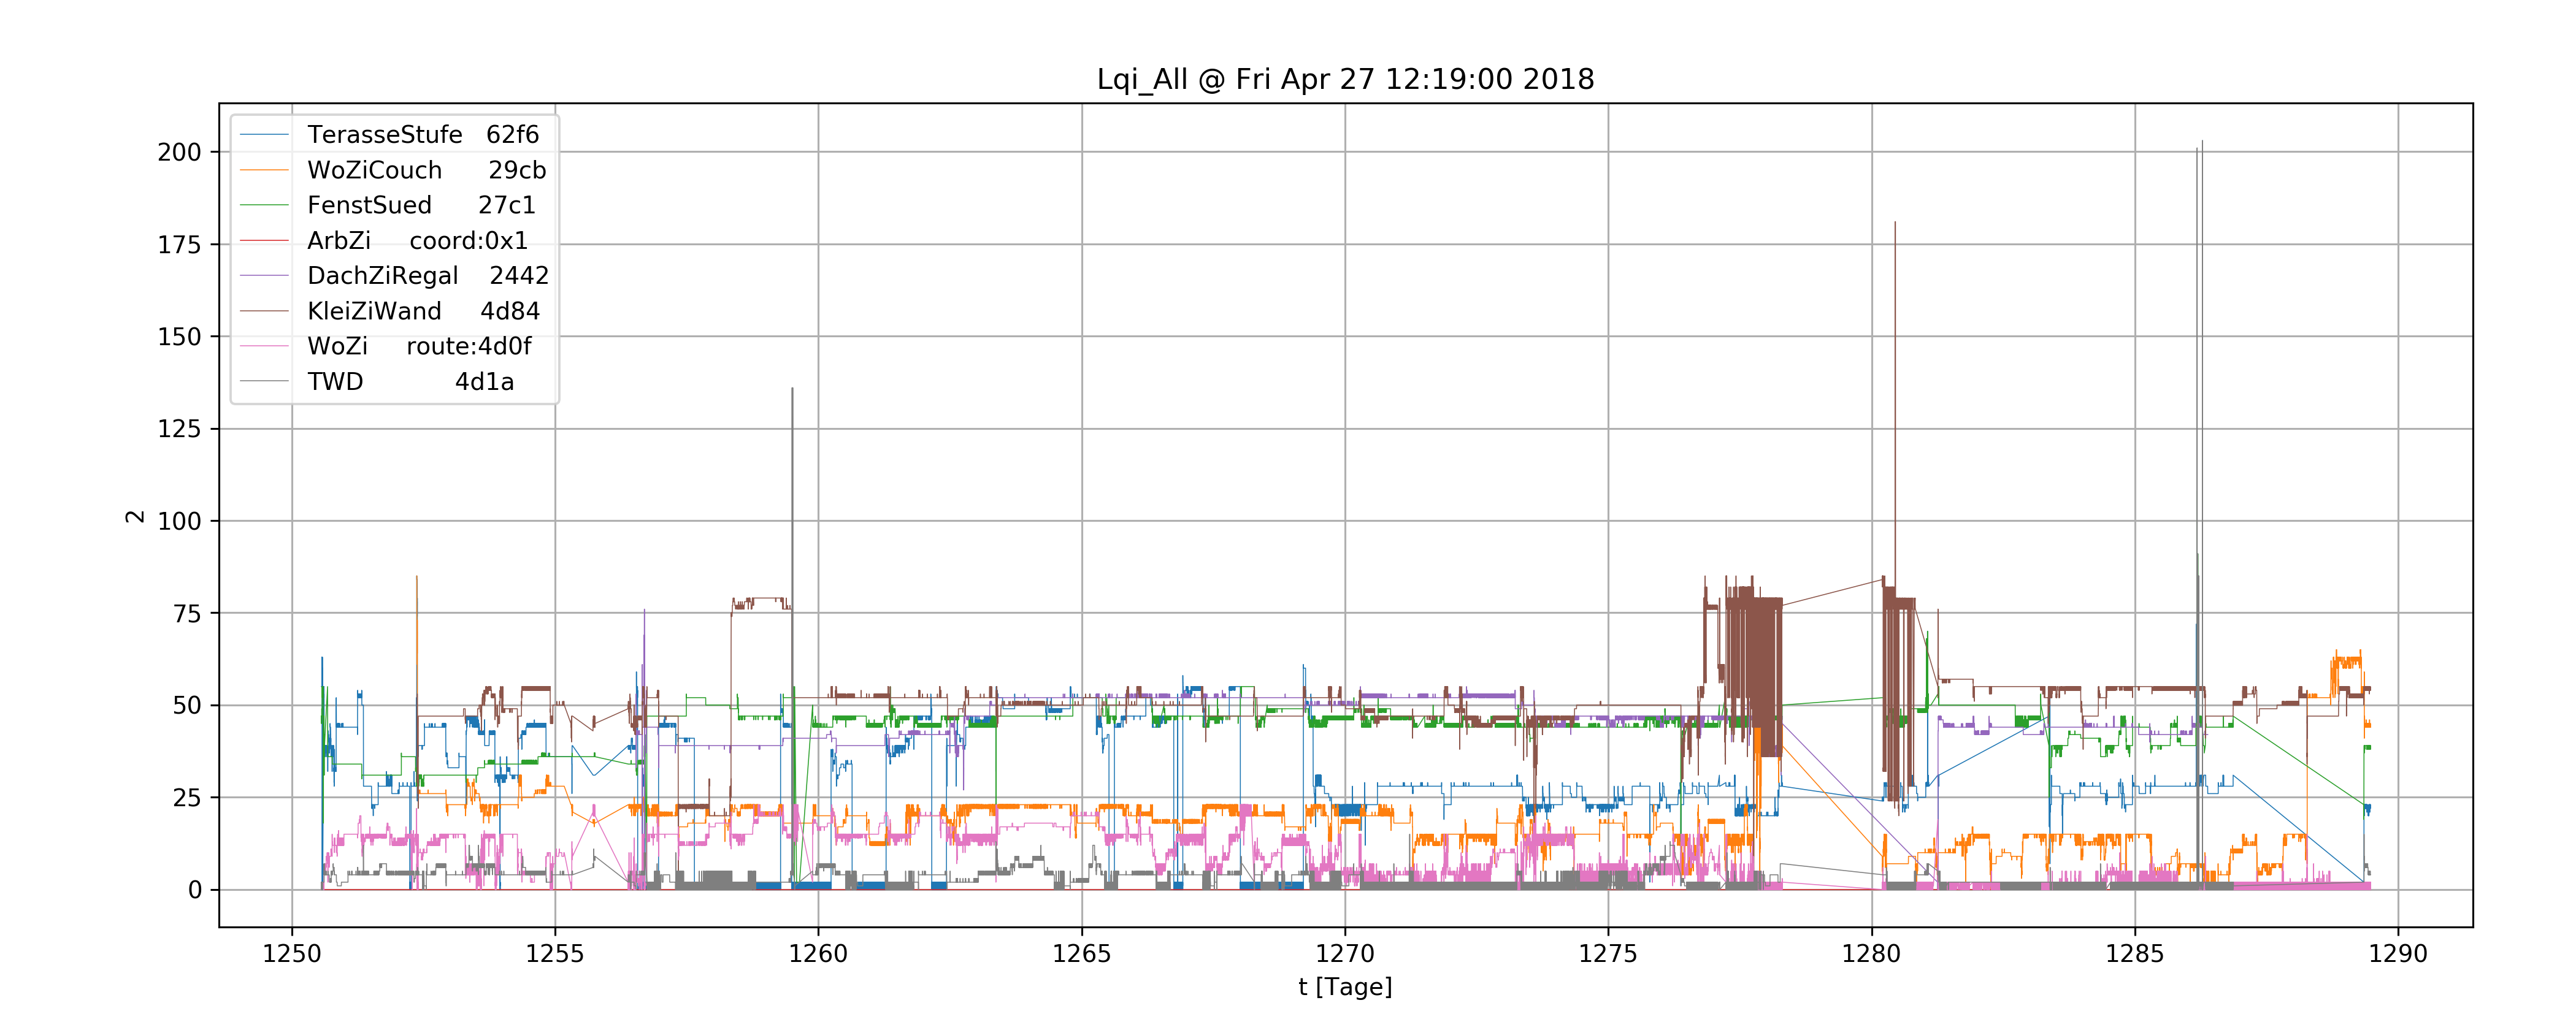 Lqi_All @ Fri Apr 27 12:19:00 2018
TerasseStufe 62f6
WoZiCouch 29cb
FenstSued 27c1
ArbZi coord:0x1
DachZiRegal 2442
KleiZiWand 4d84
WoZi route:4d0f
TWD 4d1a
200
175
150
125
100
75
50
25
0
2
1250 1255 1260 1265 1270 1275 1280 1285 1290
t [Tage]